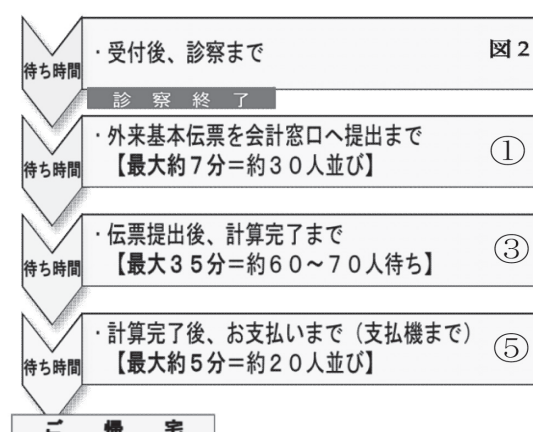 図2
待ち時間
・受付後、診察まで
診察終了
待ち時間
・外来基本伝票を会計窓口へ提出まで
【最大約7分=約30人並び】
①
待ち時間
・伝票提出後、計算完了まで
【最大35分=約60～70人待ち】
③
待ち時間
・計算完了後、お支払いまで（支払機まで）
【最大約5分=約20人並び】
⑤
ご帰宅